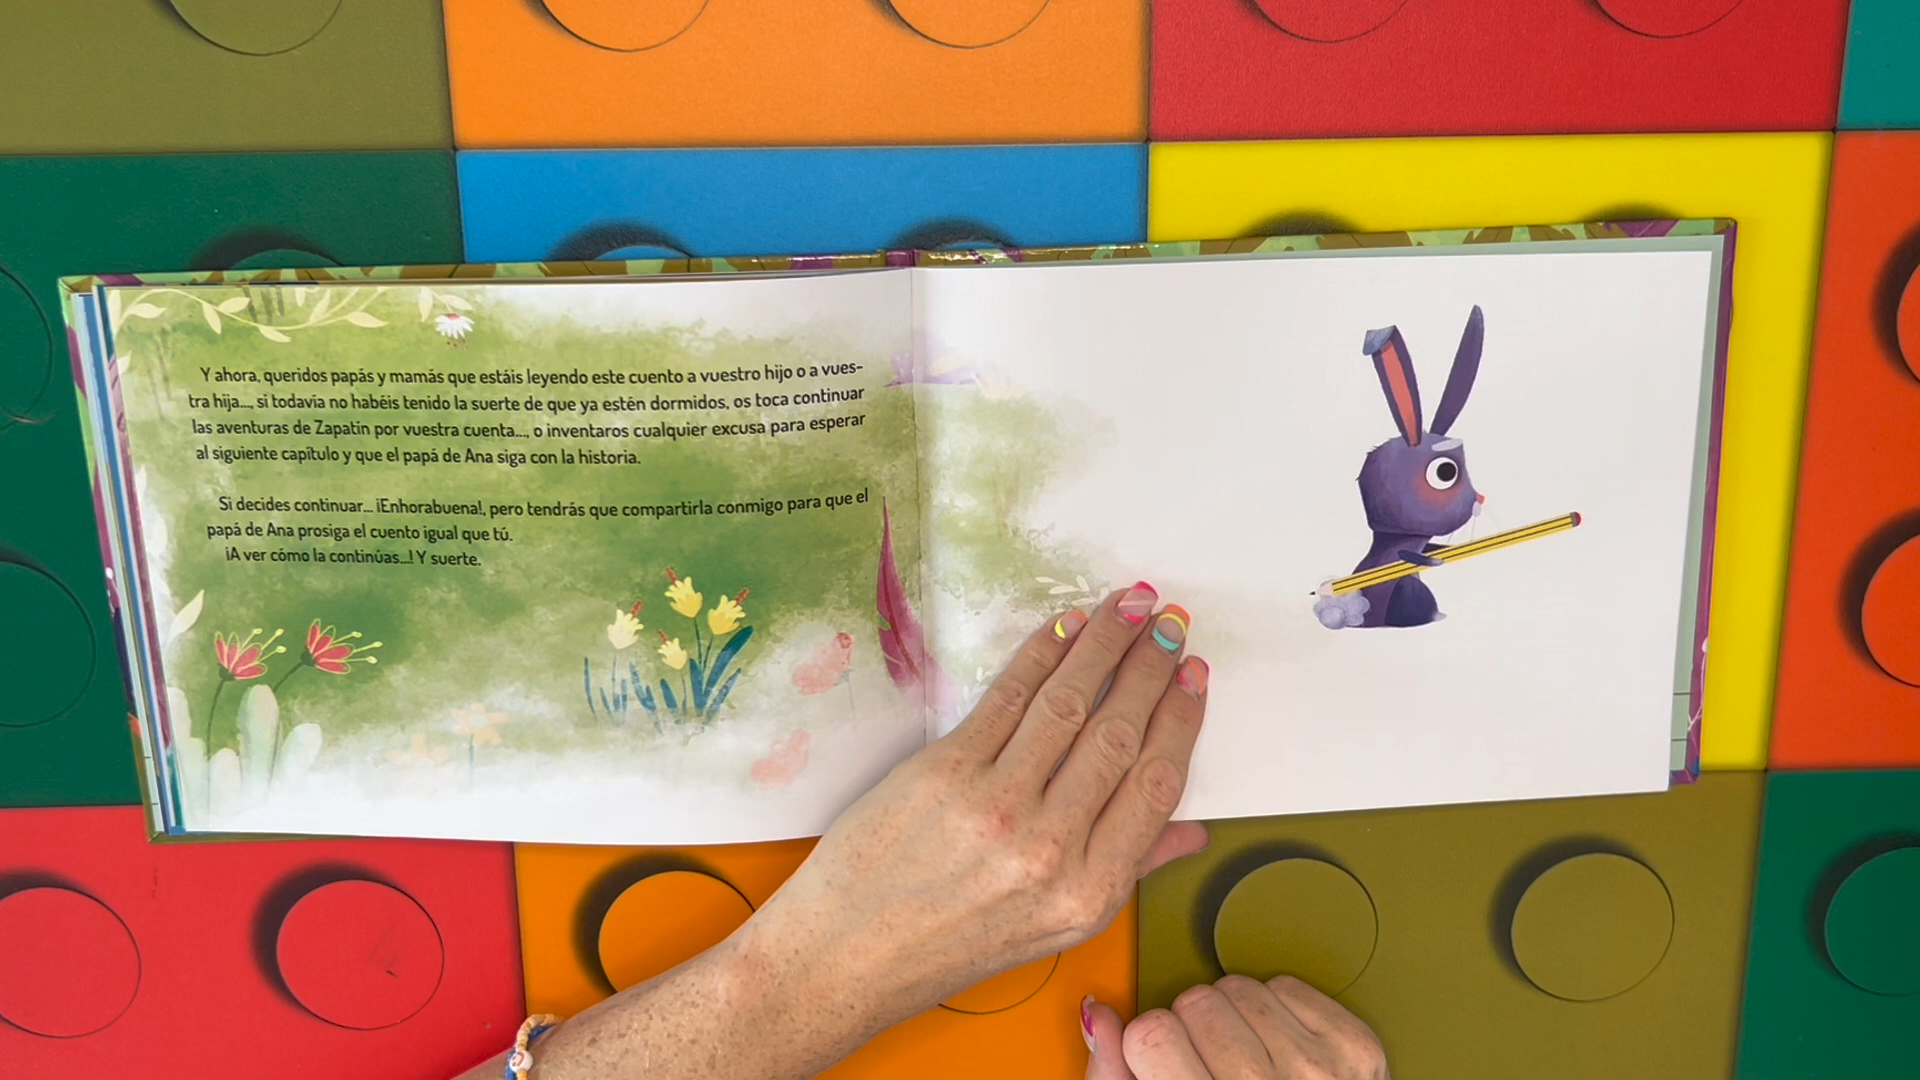 Y ahora, queridos papás y mamás que estáis leyendo este cuento a vuestro hijo o a vues-
tra hija..., si todavía no habéis tenido la suerte de que ya estén dormidos, os toca continuar
las aventuras de Zapatín por vuestra cuenta..., o inventaros cualquier excusa para esperar
al siguiente capítulo y que el papá de Ana siga con la historia.
Si decides continuar... ¡Enhorabuena!, pero tendrás que compartirla conmigo para que el
papá de Ana prosiga el cuento igual que tú.
¡A ver cómo la continúas...! Y suerte.